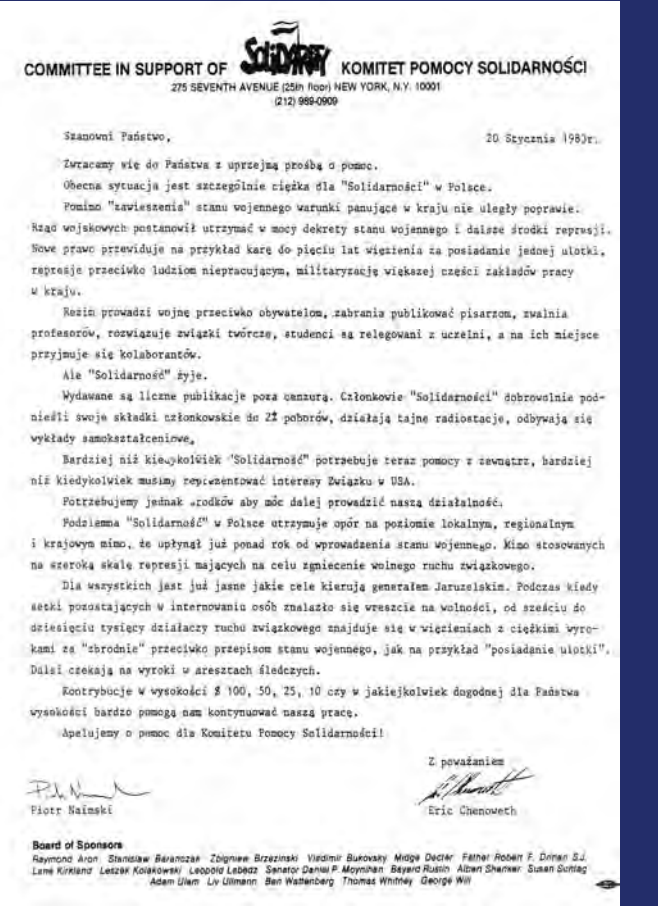 COMMITTEE IN SUPPORT OF SOLIDARITY KOMITET POMOCY SOLIDARNOŚCI
275 SEVENTH AVENUE (25th floor) NEW YORK, N.Y. 10001
(212) 989-0909
Szanowni Państwo, 20 Stycznia 1983r.
Zwracamy się do Państwa z uprzejmą prośbą o pomoc.
Obecna sytuacja jest szczególnie ciężka dla "Solidarności" w Polsce.
Pomimo "zawieszenia" stanu wojennego warunki panujące w kraju nie uległy poprawie.
Rząd wojskowych postanowił utrzymać w mocy dekrety stanu wojennego i dalsze środki represji.
Nowe prawo przewiduje na przykład karę do pięciu lat więzienia za posiadanie jednej ulotki,
represje przeciwko ludziom niepracującym, militaryzację większej części zakładów pracy
w kraju.
Reżim prowadzi wojnę przeciwko obywatelom, zabrania publikować pisarzom, zwalnia
profesorów, rozwiązuje związki twórcze, studenci są relegowani z uczelni, a na ich miejsce
przyjmuje się kolaborantów.
Ale "Solidarność" żyje.
Wydawane są liczne publikacje poza cenzurą. Członkowie "Solidarności" dobrowolnie pod-
nieśli swoje składki członkowskie do 2% poborów, działają tajne radiostacje, odbywają się
wykłady samokształceniowe.
Bardziej niż kiedykolwiek "Solidarność" potrzebuje teraz pomocy z zewnątrz, bardziej
niż kiedykolwiek musimy reprezentować interesy Związku w USA.
Potrzebujemy jednak środków aby móc dalej prowadzić naszą działalność.
Podziemna "Solidarność" w Polsce utrzymuje opór na poziomie lokalnym, regionalnym
i krajowym mimo, że upłynął już ponad rok od wprowadzenia stanu wojennego. Mimo stosowanych
na szeroką skalę represji mających na celu zgniecenie wolnego ruchu związkowego.
Dla wszystkich jest już jasne jakie cele kierują generałem Jaruzelskim. Podczas kiedy
setki pozostających w internowaniu osób znalazło się wreszcie na wolności, od sześciu do
dziesięciu tysięcy działaczy ruchu związkowego znajduje się w więzieniach z ciężkimi wyro-
kami za "zbrodnie" przeciwko przepisom stanu wojennego, jak na przykład "posiadanie ulotki".
Dalsi czekają na wyroki w aresztach śledczych.
Kontrybucje w wysokości $ 100, 50, 25, 10 czy w jakiejkolwiek dogodnej dla Państwa
wysokości bardzo pomogą nam kontynuować naszą pracę.
Apelujemy o pomoc dla Komitetu Pomocy Solidarności!
Z poważaniem
Piotr Naimski Eric Chenoweth
Board of Sponsors
Raymond Aron Stanislaw Baranczak Zbigniew Brzezinski Vladimir Bukovsky Midge Decter Father Robert F. Drinan S.J.
Lane Kirkland Leszek Kolakowski Leopold Labedz Senator Daniel P. Moynihan Bayard Rustin Albert Shanker Susan Sontag
Adam Ulam Liv Ullmann Ben Wattenberg Thomas Whitney George Will